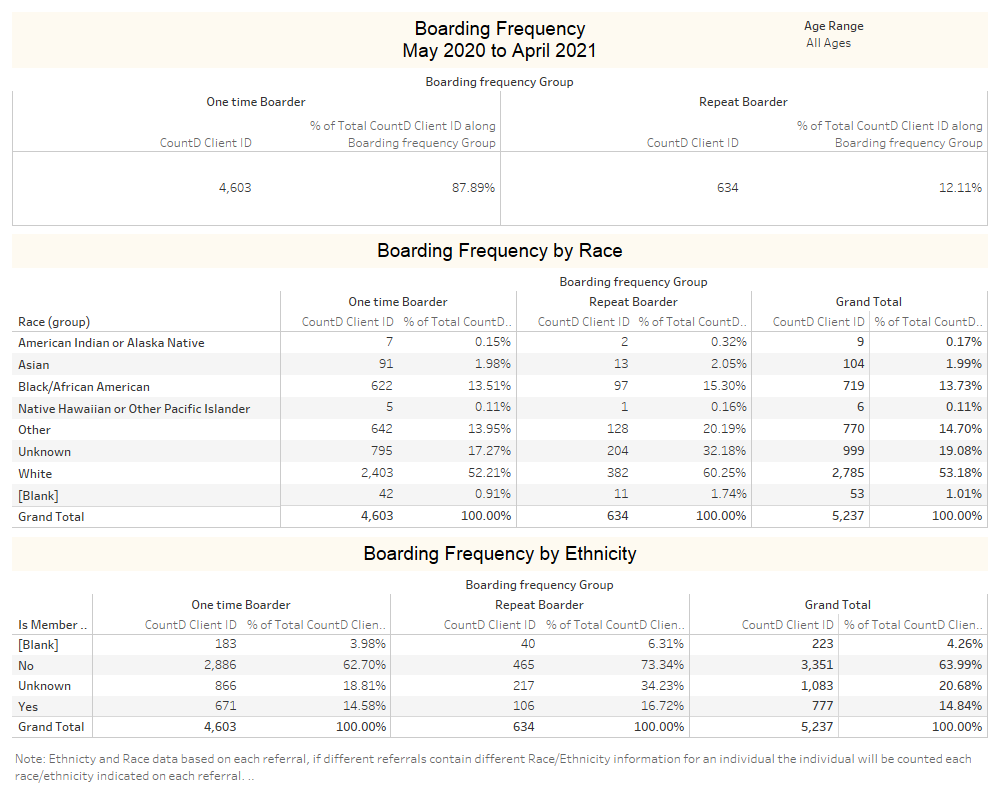 Boarding Frequency
May 2020 to April 2021
Age Range
All Ages
Boarding frequency Group
One time Boarder Repeat Boarder
CountD Client ID % of Total CountD Client ID along Boarding frequency Group CountD Client ID % of Total CountD Client ID along Boarding frequency Group
4,603 87.89% 634 12.11%
Boarding Frequency by Race
Boarding frequency Group
One time Boarder Repeat Boarder Grand Total
Race (group) CountD Client ID % of Total CountD.. CountD Client ID % of Total CountD.. CountD Client ID % of Total CountD..
American Indian or Alaska Native 7 0.15% 2 0.32% 9 0.17%
Asian 91 1.98% 13 2.05% 104 1.99%
Black/African American 622 13.51% 97 15.30% 719 13.73%
Native Hawaiian or Other Pacific Islander 5 0.11% 1 0.16% 6 0.11%
Other 642 13.95% 128 20.19% 770 14.70%
Unknown 795 17.27% 204 32.18% 999 19.08%
White 2,403 52.21% 382 60.25% 2,785 53.18%
[Blank] 42 0.91% 11 1.74% 53 1.01%
Grand Total 4,603 100.00% 634 100.00% 5,237 100.00%
Boarding Frequency by Ethnicity
Boarding frequency Group
One time Boarder Repeat Boarder Grand Total
Is Member .. CountD Client ID % of Total CountD Clien.. CountD Client ID % of Total CountD Clien.. CountD Client ID % of Total CountD Clien..
[Blank] 183 3.98% 40 6.31% 223 4.26%
No 2,886 62.70% 465 73.34% 3,351 63.99%
Unknown 866 18.81% 217 34.23% 1,083 20.68%
Yes 671 14.58% 106 16.72% 777 14.84%
Grand Total 4,603 100.00% 634 100.00% 5,237 100.00%
Note: Ethnicty and Race data based on each referral, if different referrals contain different Race/Ethnicity information for an individual the individual will be counted each
race/ethnicity indicated on each referral. ..